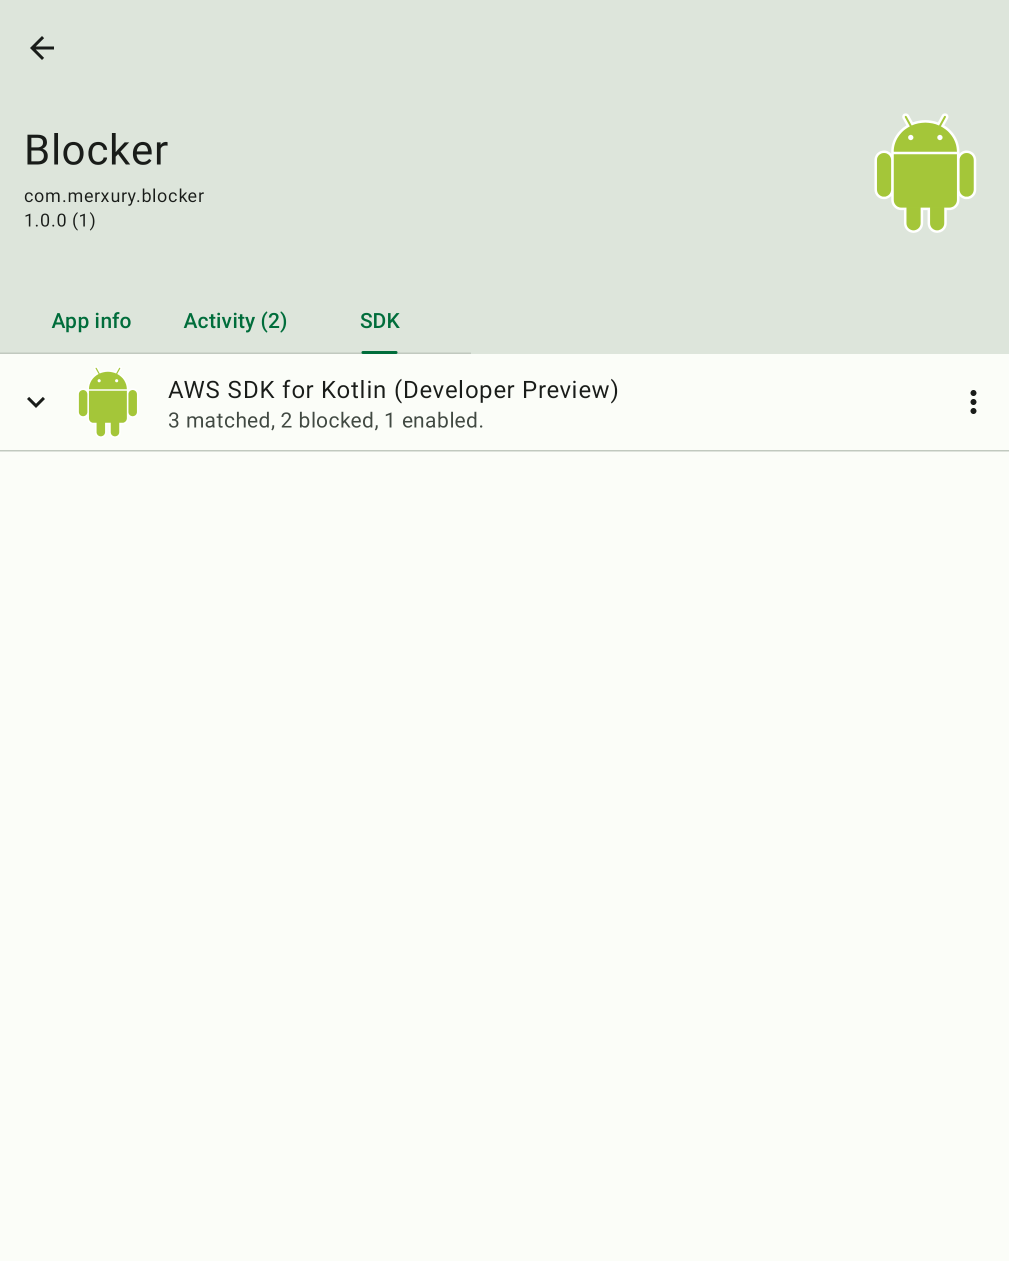 Blocker
com.merxury.blocker
1.0.0 (1)
App info
Activity (2)
SDK
AWS SDK for Kotlin (Developer Preview)
3 matched, 2 blocked, 1 enabled.